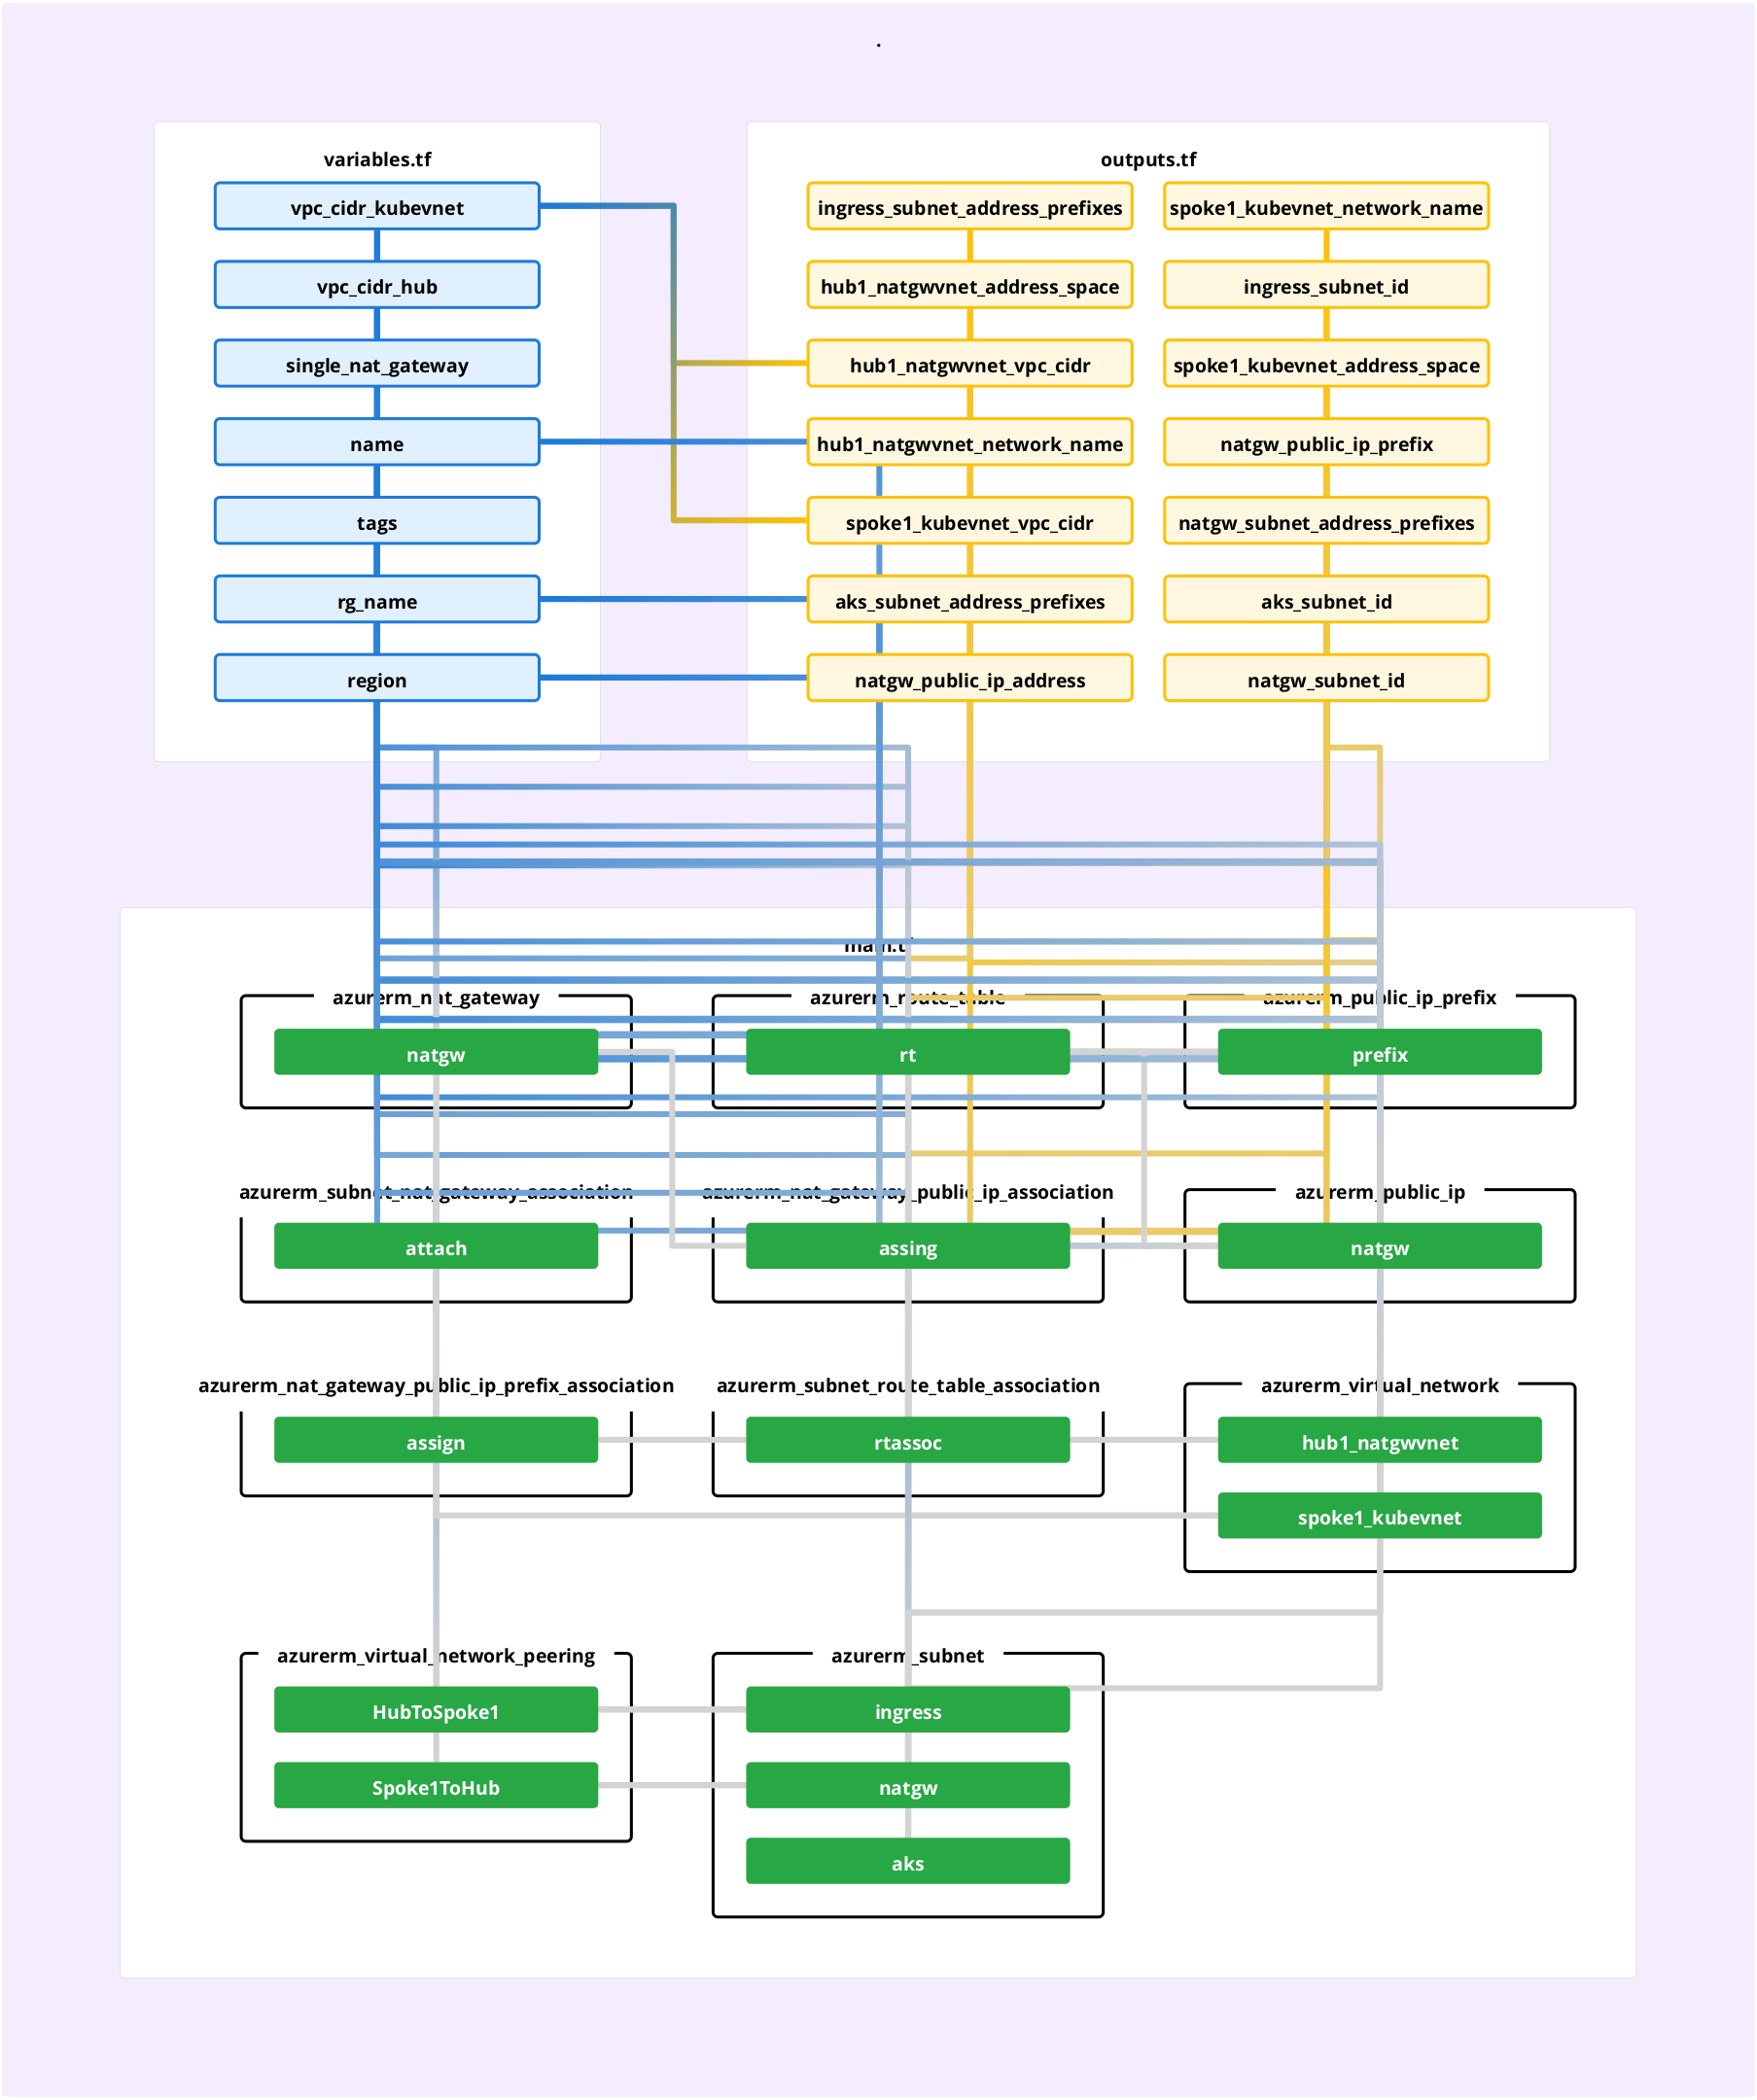 .
variables.tf
vpc_cidr_kubevnet
vpc_cidr_hub
single_nat_gateway
name
tags
rg_name
region
outputs.tf
ingress_subnet_address_prefixes
spoke1_kubevnet_network_name
hub1_natgwvnet_address_space
ingress_subnet_id
hub1_natgwvnet_vpc_cidr
spoke1_kubevnet_address_space
hub1_natgwvnet_network_name
natgw_public_ip_prefix
spoke1_kubevnet_vpc_cidr
natgw_subnet_address_prefixes
aks_subnet_address_prefixes
aks_subnet_id
natgw_public_ip_address
natgw_subnet_id
main.tf
azurerm_nat_gateway
natgw
azurerm_route_table
rt
azurerm_public_ip_prefix
prefix
azurerm_subnet_nat_gateway_association
attach
azurerm_nat_gateway_public_ip_association
assing
azurerm_public_ip
natgw
azurerm_nat_gateway_public_ip_prefix_association
assign
azurerm_subnet_route_table_association
rtassoc
azurerm_virtual_network
hub1_natgwvnet
spoke1_kubevnet
azurerm_virtual_network_peering
HubToSpoke1
Spoke1ToHub
azurerm_subnet
ingress
natgw
aks